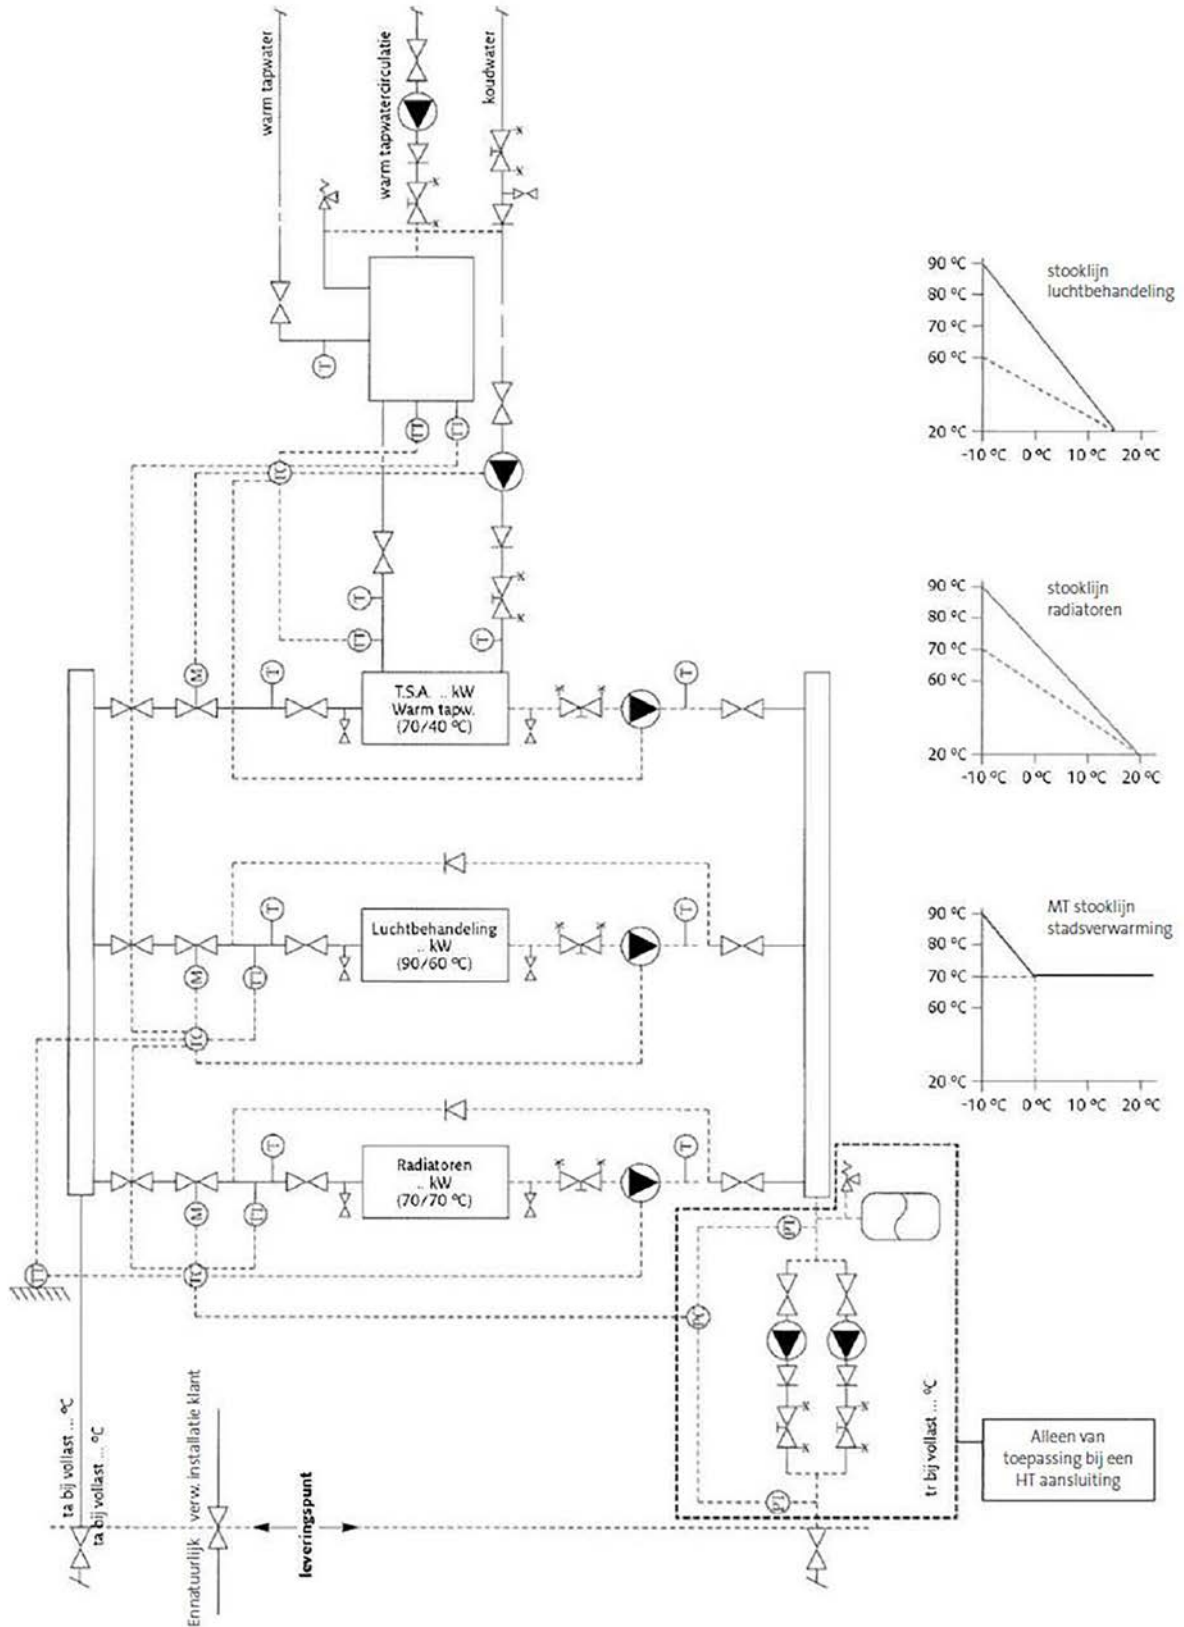 warm tapwater
warm tapwatercirculatie
koudwater
T
TT
TT
TC
T
TT
T
M
T
T
T.S.A. .. kW
Warm tapw.
(70/40 °C)
T
T
Luchtbehandeling
.. kW
(90/60 °C)
M
TT
TC
T
T
Radiatoren
.. kW
(70/70 °C)
M
TT
TT
TC
PT
PC
PT
ta bij vollast ... °C
ta bij vollast ... °C
Ennatuurlijk
verw. installatie klant
leveringspunt
tr bij vollast ... °C
Alleen van
toepassing bij een
HT aansluiting
stooklijn
luchtbehandeling
90 °C
80 °C
70 °C
60 °C
20 °C
-10 °C 0 °C 10 °C 20 °C
stooklijn
radiatoren
90 °C
80 °C
70 °C
60 °C
20 °C
-10 °C 0 °C 10 °C 20 °C
MT stooklijn
stadsverwarming
90 °C
80 °C
70 °C
60 °C
20 °C
-10 °C 0 °C 10 °C 20 °C